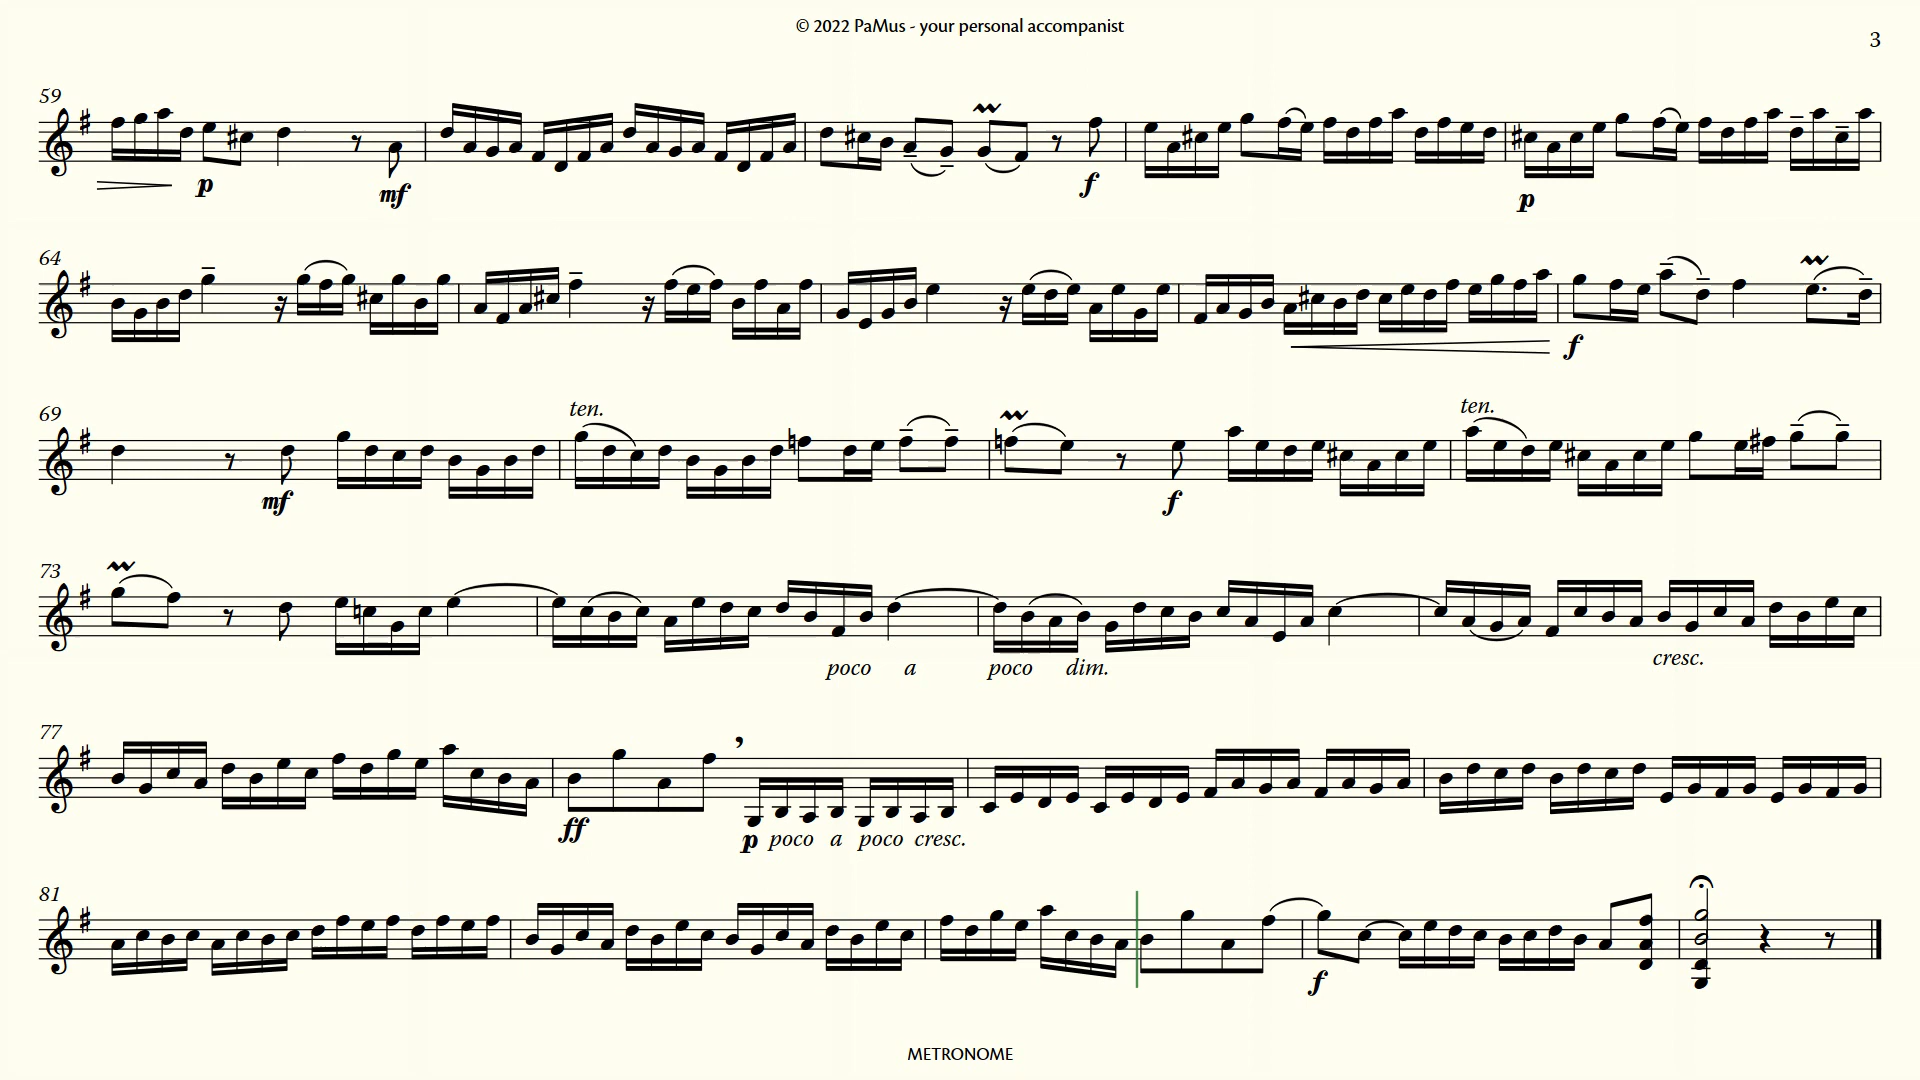 © 2022 PaMus - your personal accompanist
3
59
p
mf
f
p
64
f
69
ten.
ten.
mf
f
73
poco a poco dim.
cresc.
77
ff
p poco a poco cresc.
81
f
METRONOME